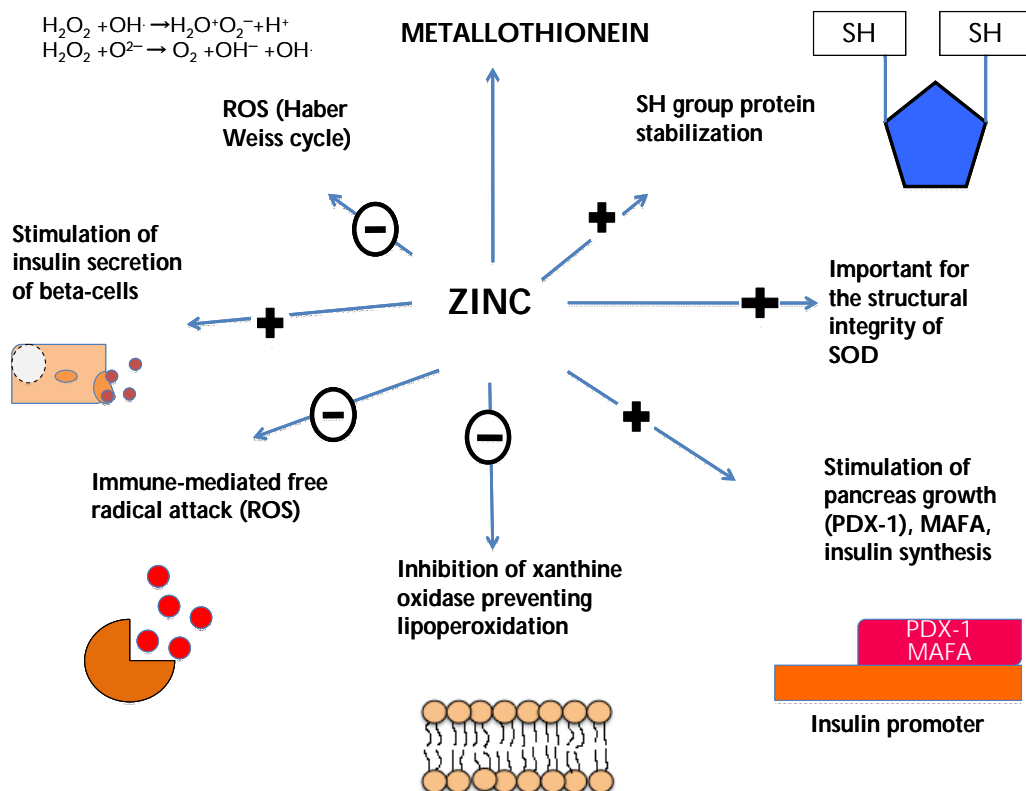 H₂O₂ +OH· →H₂O⁺O₂⁻+H⁺
H₂O₂ +O²⁻→ O₂ +OH⁻ +OH·
METALLOTHIONEIN
SH
SH
ROS (Haber
Weiss cycle)
SH group protein
stabilization
Stimulation of
insulin secretion
of beta-cells
ZINC
Important for
the structural
integrity of
SOD
Immune-mediated free
radical attack (ROS)
Inhibition of xanthine
oxidase preventing
lipoperoxidation
Stimulation of
pancreas growth
(PDX-1), MAFA,
insulin synthesis
PDX-1
MAFA
Insulin promoter